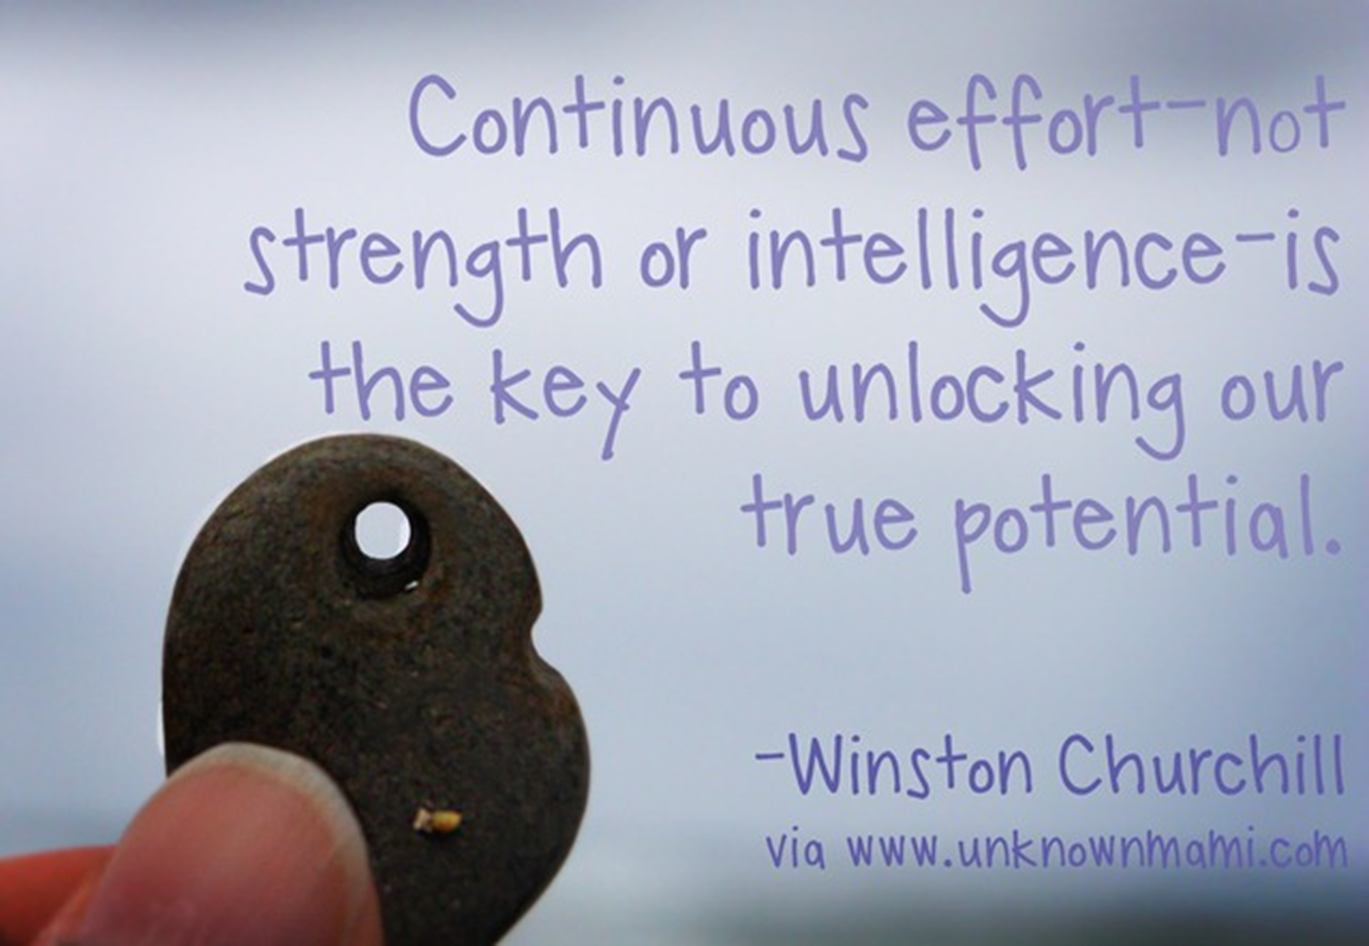 Continuous effort-not
strength or intelligence-is
the key to unlocking our
true potential.
-Winston Churchill
via www.unknownmami.com